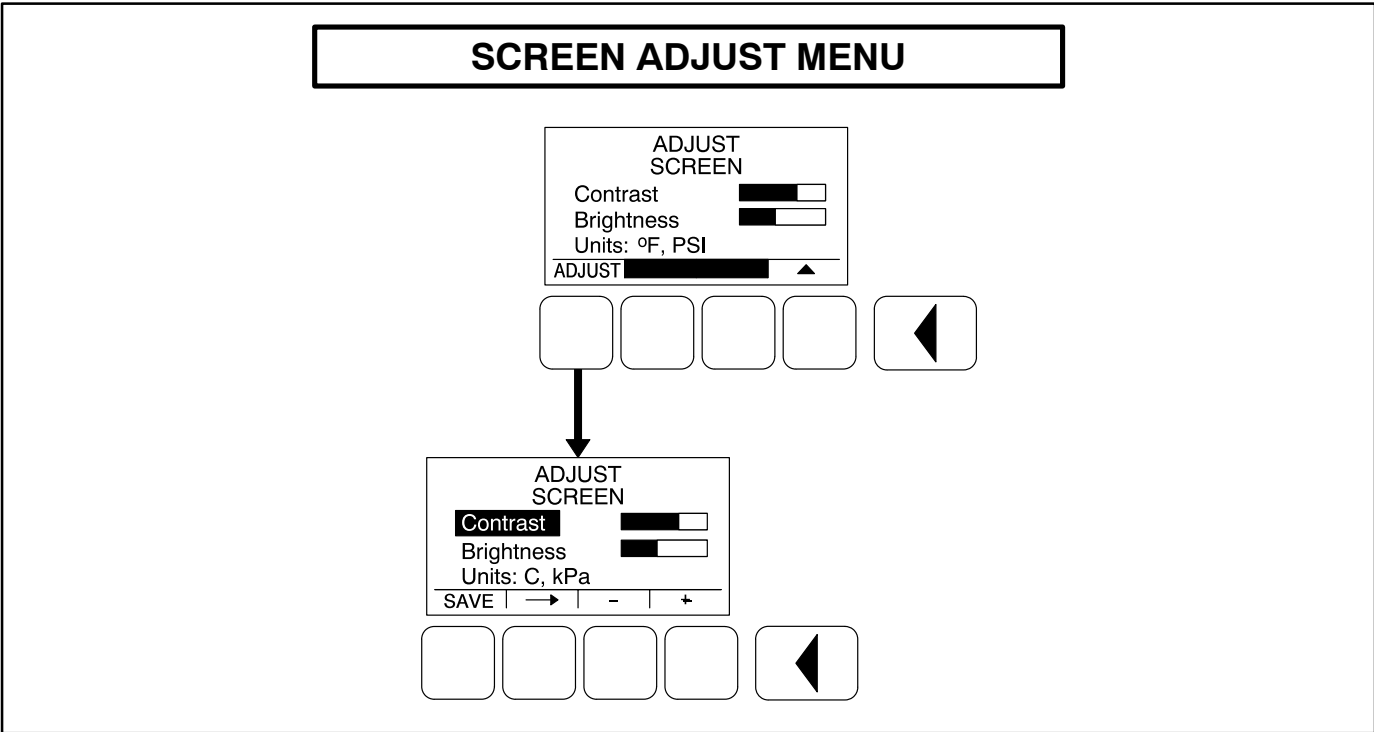 SCREEN ADJUST MENU
ADJUST
SCREEN
Contrast
Brightness
Units: ºF, PSI
ADJUST
ADJUST
SCREEN
Contrast
Brightness
Units: C, kPa
SAVE → - +